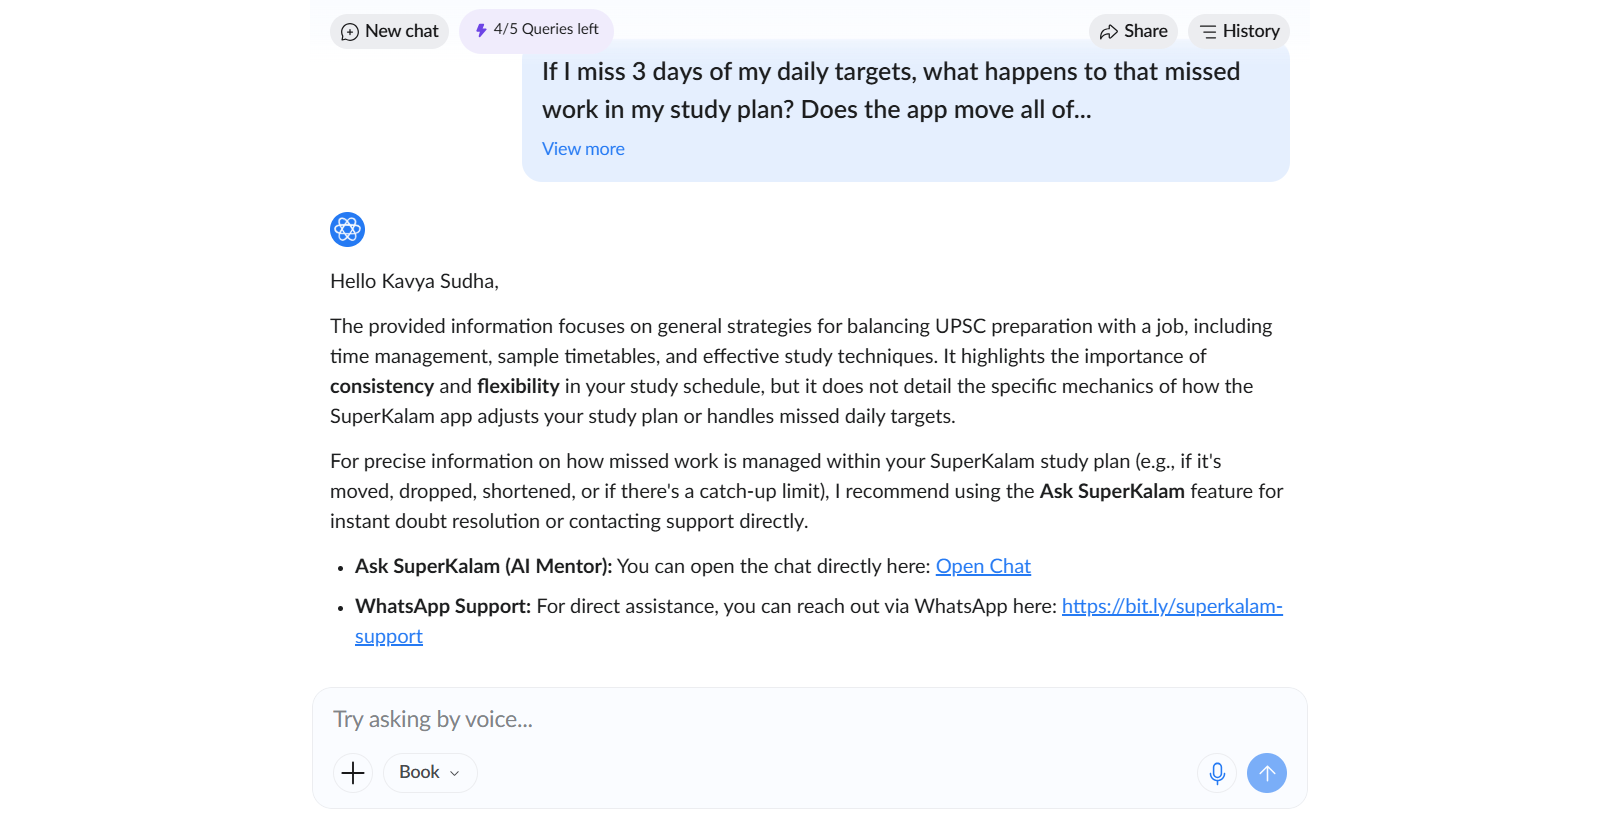 New chat
4/5 Queries left
Share
History
If I miss 3 days of my daily targets, what happens to that missed
work in my study plan? Does the app move all of...
View more
Hello Kavya Sudha,
The provided information focuses on general strategies for balancing UPSC preparation with a job, including
time management, sample timetables, and effective study techniques. It highlights the importance of
consistency and flexibility in your study schedule, but it does not detail the specific mechanics of how the
SuperKalam app adjusts your study plan or handles missed daily targets.
For precise information on how missed work is managed within your SuperKalam study plan (e.g., if it's
moved, dropped, shortened, or if there's a catch-up limit), I recommend using the Ask SuperKalam feature for
instant doubt resolution or contacting support directly.
• Ask SuperKalam (AI Mentor): You can open the chat directly here: Open Chat
• WhatsApp Support: For direct assistance, you can reach out via WhatsApp here: https://bit.ly/superkalam-
support
Try asking by voice...
Book